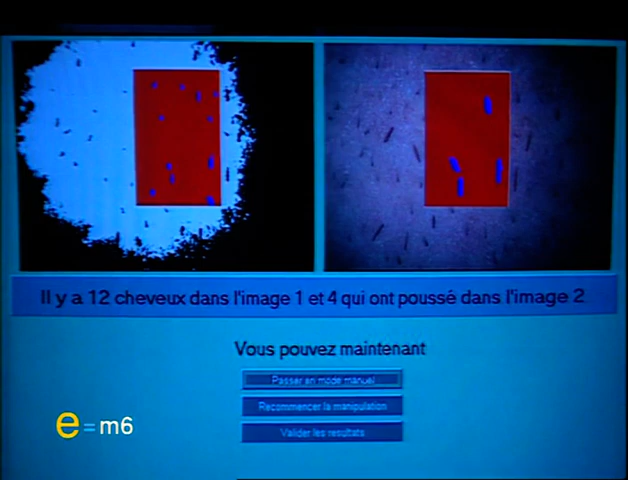 Il y a 12 cheveux dans l'image 1 et 4 qui ont poussé dans l'image 2
Vous pouvez maintenant
Passer en mode manuel
Recommencer la manipulation
Valider les resultats
e=m6